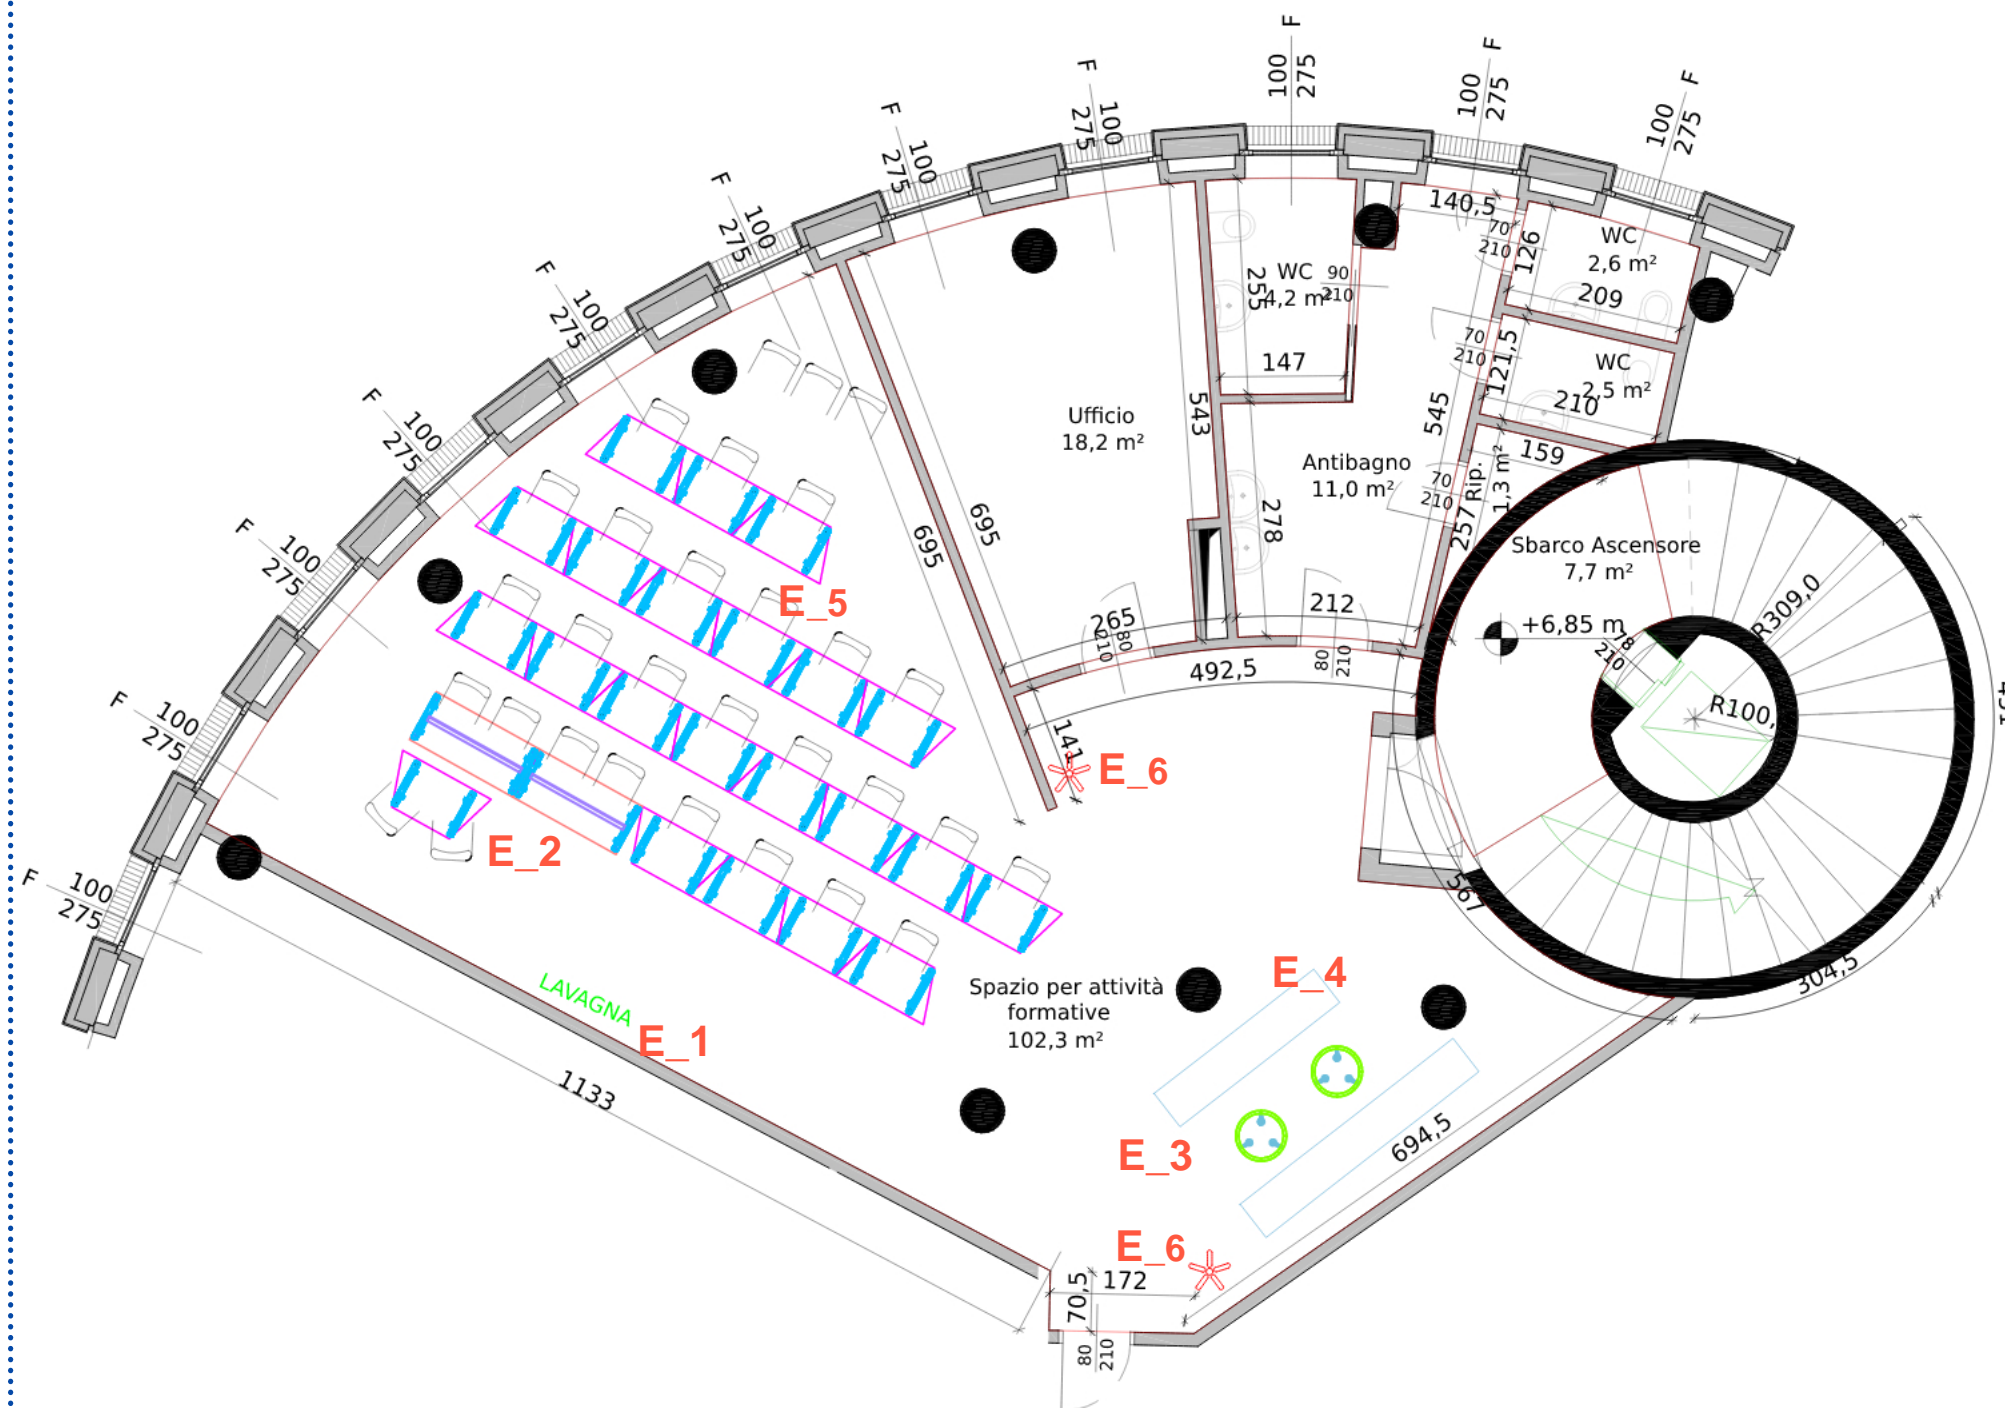 F
100
275
F
100
275
F
100
275
F
100
275
F
100
275
F
100
275
F
100
275
F
100
275
F
100
275
F
100
275
F
100
275
F
100
275
140,5
70
210
126
WC
2,6 m²
209
WC
4,2 m²
255
90
210
147
70
210
121,5
WC
2,5 m²
210
159
Ufficio
18,2 m²
543
545
Antibagno
11,0 m²
70
210
257
Rip.
1,3 m²
278
695
695
Sbarco Ascensore
7,7 m²
+6,85 m
78
210
R309,0
R100,
265
80
210
212
80
210
492,5
141
E_5
E_6
E_2
567
304,5
LAVAGNA
E_1
Spazio per attività
formative
102,3 m²
E_4
1133
E_3
694,5
E_6
172
70,5
80
210